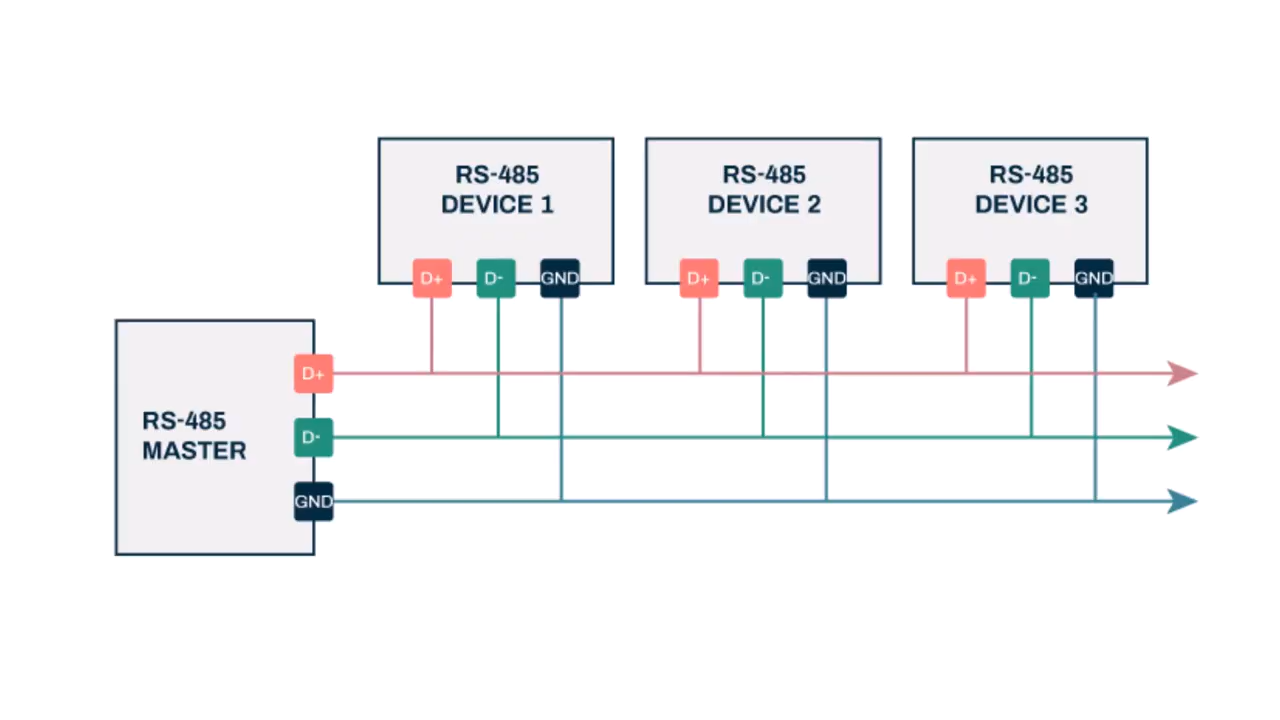 RS-485
DEVICE 1
RS-485
DEVICE 2
RS-485
DEVICE 3
D+ D- GND
D+ D- GND
D+ D- GND
RS-485
MASTER
D+
D-
GND